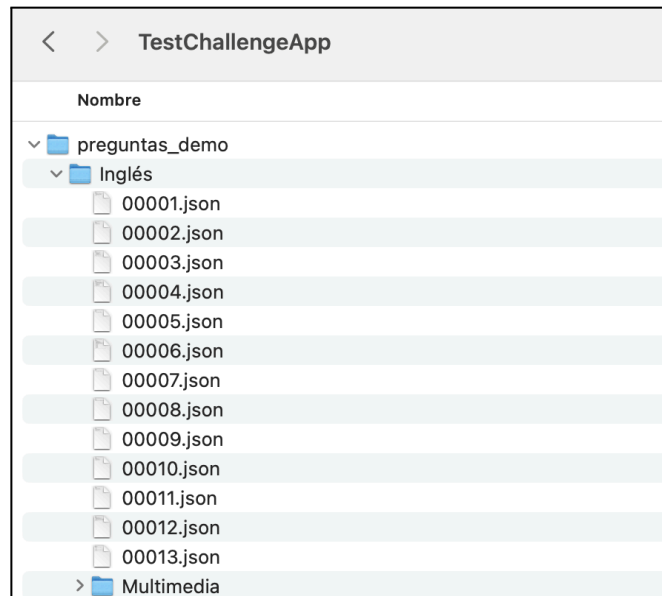 TestChallengeApp
Nombre
preguntas_demo
Inglés
00001.json
00002.json
00003.json
00004.json
00005.json
00006.json
00007.json
00008.json
00009.json
00010.json
00011.json
00012.json
00013.json
Multimedia